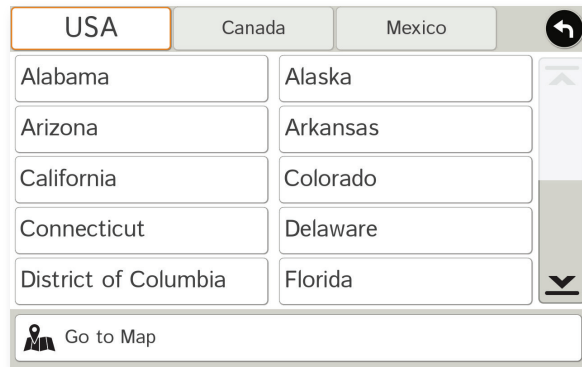 USA Canada Mexico
Alabama Alaska
Arizona Arkansas
California Colorado
Connecticut Delaware
District of Columbia Florida
Go to Map